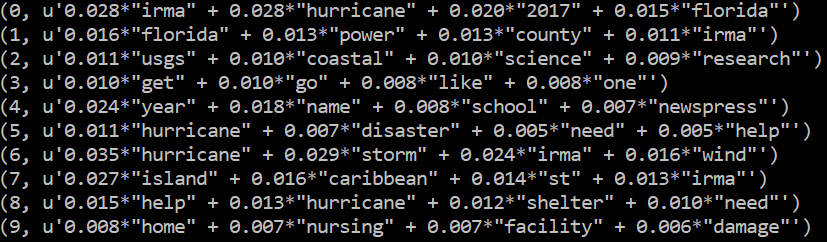 (0, u'0.028*"irma" + 0.028*"hurricane" + 0.020*"2017" + 0.015*"florida"')
(1, u'0.016*"florida" + 0.013*"power" + 0.013*"county" + 0.011*"irma"')
(2, u'0.011*"usgs" + 0.010*"coastal" + 0.010*"science" + 0.009*"research"')
(3, u'0.010*"get" + 0.010*"go" + 0.008*"like" + 0.008*"one"')
(4, u'0.024*"year" + 0.018*"name" + 0.008*"school" + 0.007*"newspress"')
(5, u'0.011*"hurricane" + 0.007*"disaster" + 0.005*"need" + 0.005*"help"')
(6, u'0.035*"hurricane" + 0.029*"storm" + 0.024*"irma" + 0.016*"wind"')
(7, u'0.027*"island" + 0.016*"caribbean" + 0.014*"st" + 0.013*"irma"')
(8, u'0.015*"help" + 0.013*"hurricane" + 0.012*"shelter" + 0.010*"need"')
(9, u'0.008*"home" + 0.007*"nursing" + 0.007*"facility" + 0.006*"damage"')